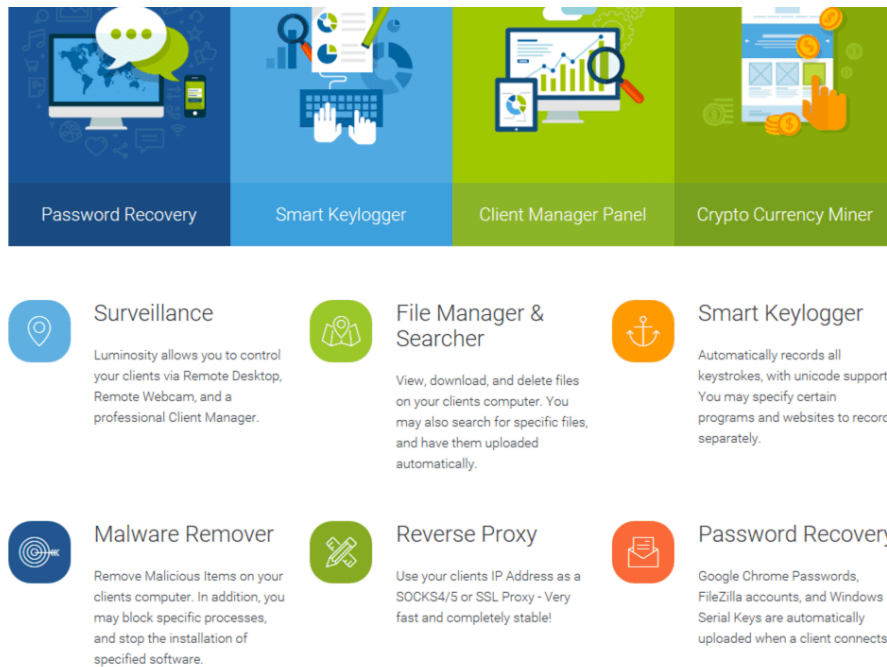 Password Recovery
Smart Keylogger
Client Manager Panel
Crypto Currency Miner
Surveillance
Luminosity allows you to control
your clients via Remote Desktop,
Remote Webcam, and a
professional Client Manager.
File Manager &
Searcher
View, download, and delete files
on your clients computer. You
may also search for specific files,
and have them uploaded
automatically.
Smart Keylogger
Automatically records all
keystrokes, with unicode support
You may specify certain
programs and websites to record
separately.
Malware Remover
Remove Malicious Items on your
clients computer. In addition, you
may block specific processes,
and stop the installation of
specified software.
Reverse Proxy
Use your clients IP Address as a
SOCKS4/5 or SSL Proxy - Very
fast and completely stable!
Password Recovery
Google Chrome Passwords,
FileZilla accounts, and Windows
Serial Keys are automatically
uploaded when a client connects